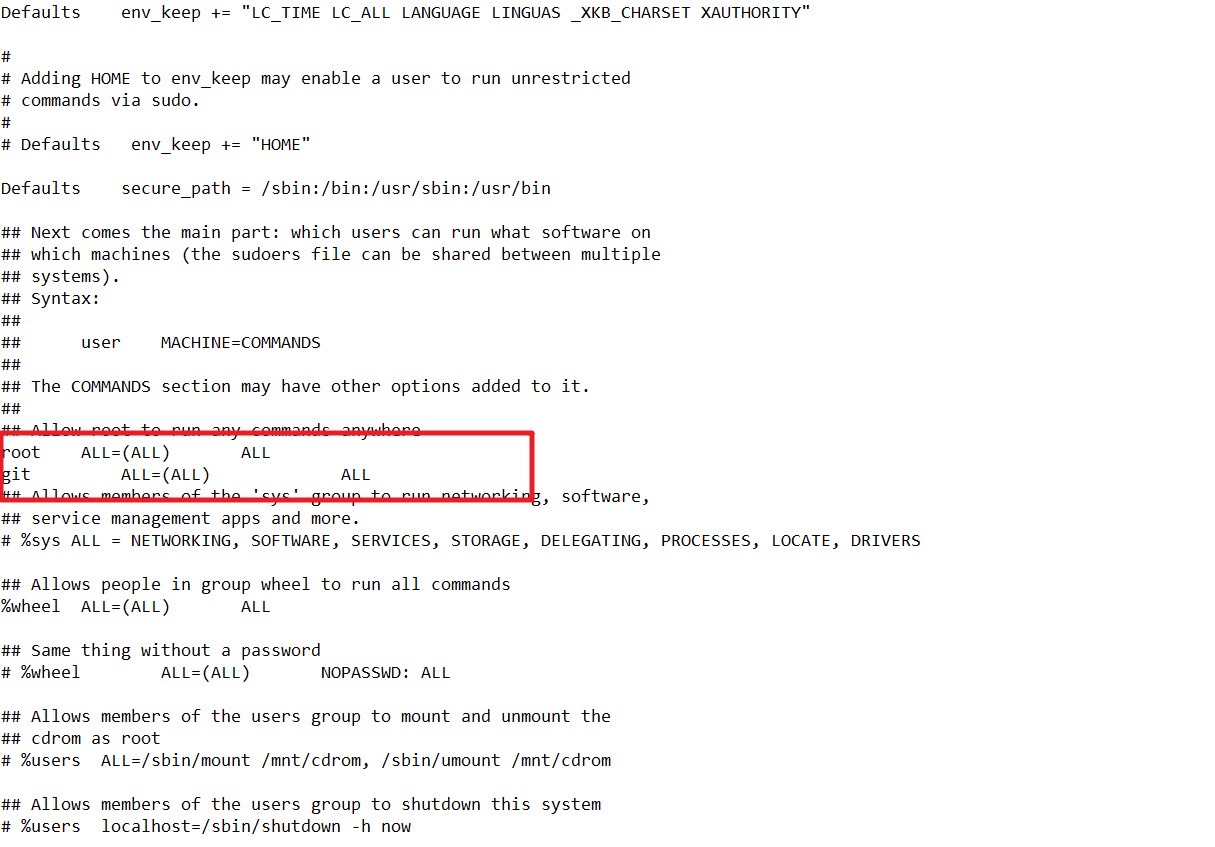 Defaults    env_keep += "LC_TIME LC_ALL LANGUAGE LINGUAS _XKB_CHARSET XAUTHORITY"
#
# Adding HOME to env_keep may enable a user to run unrestricted
# commands via sudo.
#
# Defaults   env_keep += "HOME"
Defaults    secure_path = /sbin:/bin:/usr/sbin:/usr/bin
## Next comes the main part: which users can run what software on
## which machines (the sudoers file can be shared between multiple
## systems).
## Syntax:
##
##      user    MACHINE=COMMANDS
##
## The COMMANDS section may have other options added to it.
##
## Allow root to run any commands anywhere
root    ALL=(ALL)       ALL
git         ALL=(ALL)             ALL
## Allows members of the 'sys' group to run networking, software,
## service management apps and more.
# %sys ALL = NETWORKING, SOFTWARE, SERVICES, STORAGE, DELEGATING, PROCESSES, LOCATE, DRIVERS
## Allows people in group wheel to run all commands
%wheel  ALL=(ALL)       ALL
## Same thing without a password
# %wheel        ALL=(ALL)       NOPASSWD: ALL
## Allows members of the users group to mount and unmount the
## cdrom as root
# %users  ALL=/sbin/mount /mnt/cdrom, /sbin/umount /mnt/cdrom
## Allows members of the users group to shutdown this system
# %users  localhost=/sbin/shutdown -h now